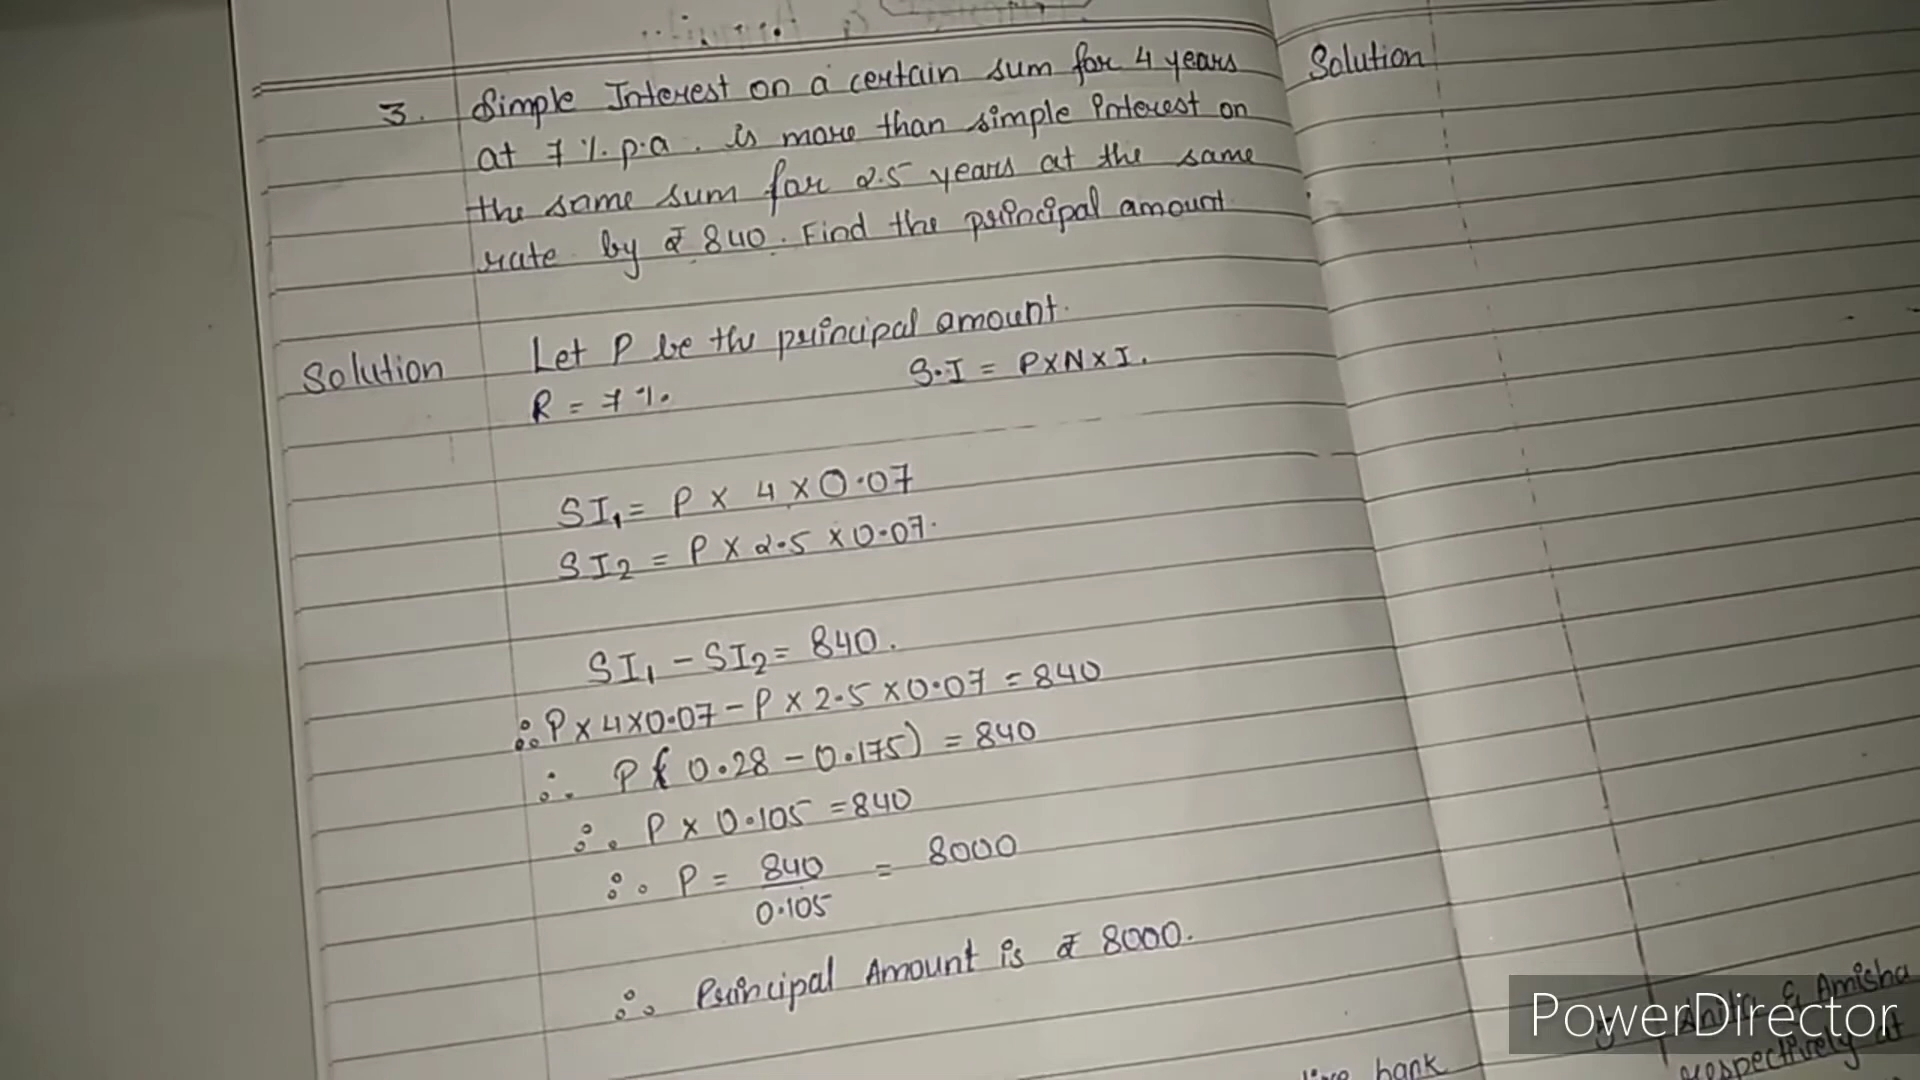 3. Simple Interest on a certain sum for 4 years
at 7 %. p.a. is more than simple interest on
the same sum for 2.5 years at the same
rate by ₹ 840. Find the principal amount
Solution
Solution Let P be the principal amount.
R = 7 %. S.I = P×N×I.
SI₁ = P × 4 × 0.07
SI₂ = P × 2.5 × 0.07.
SI₁ - SI₂ = 840.
∴ P × 4×0.07 - P × 2.5 × 0.07 = 840
∴ P ( 0.28 - 0.175) = 840
∴ P × 0.105 = 840
∴ P = 840/0.105 = 8000
∴ Principal Amount is ₹ 8000.
& Amisha
respectively at
bank
PowerDirector